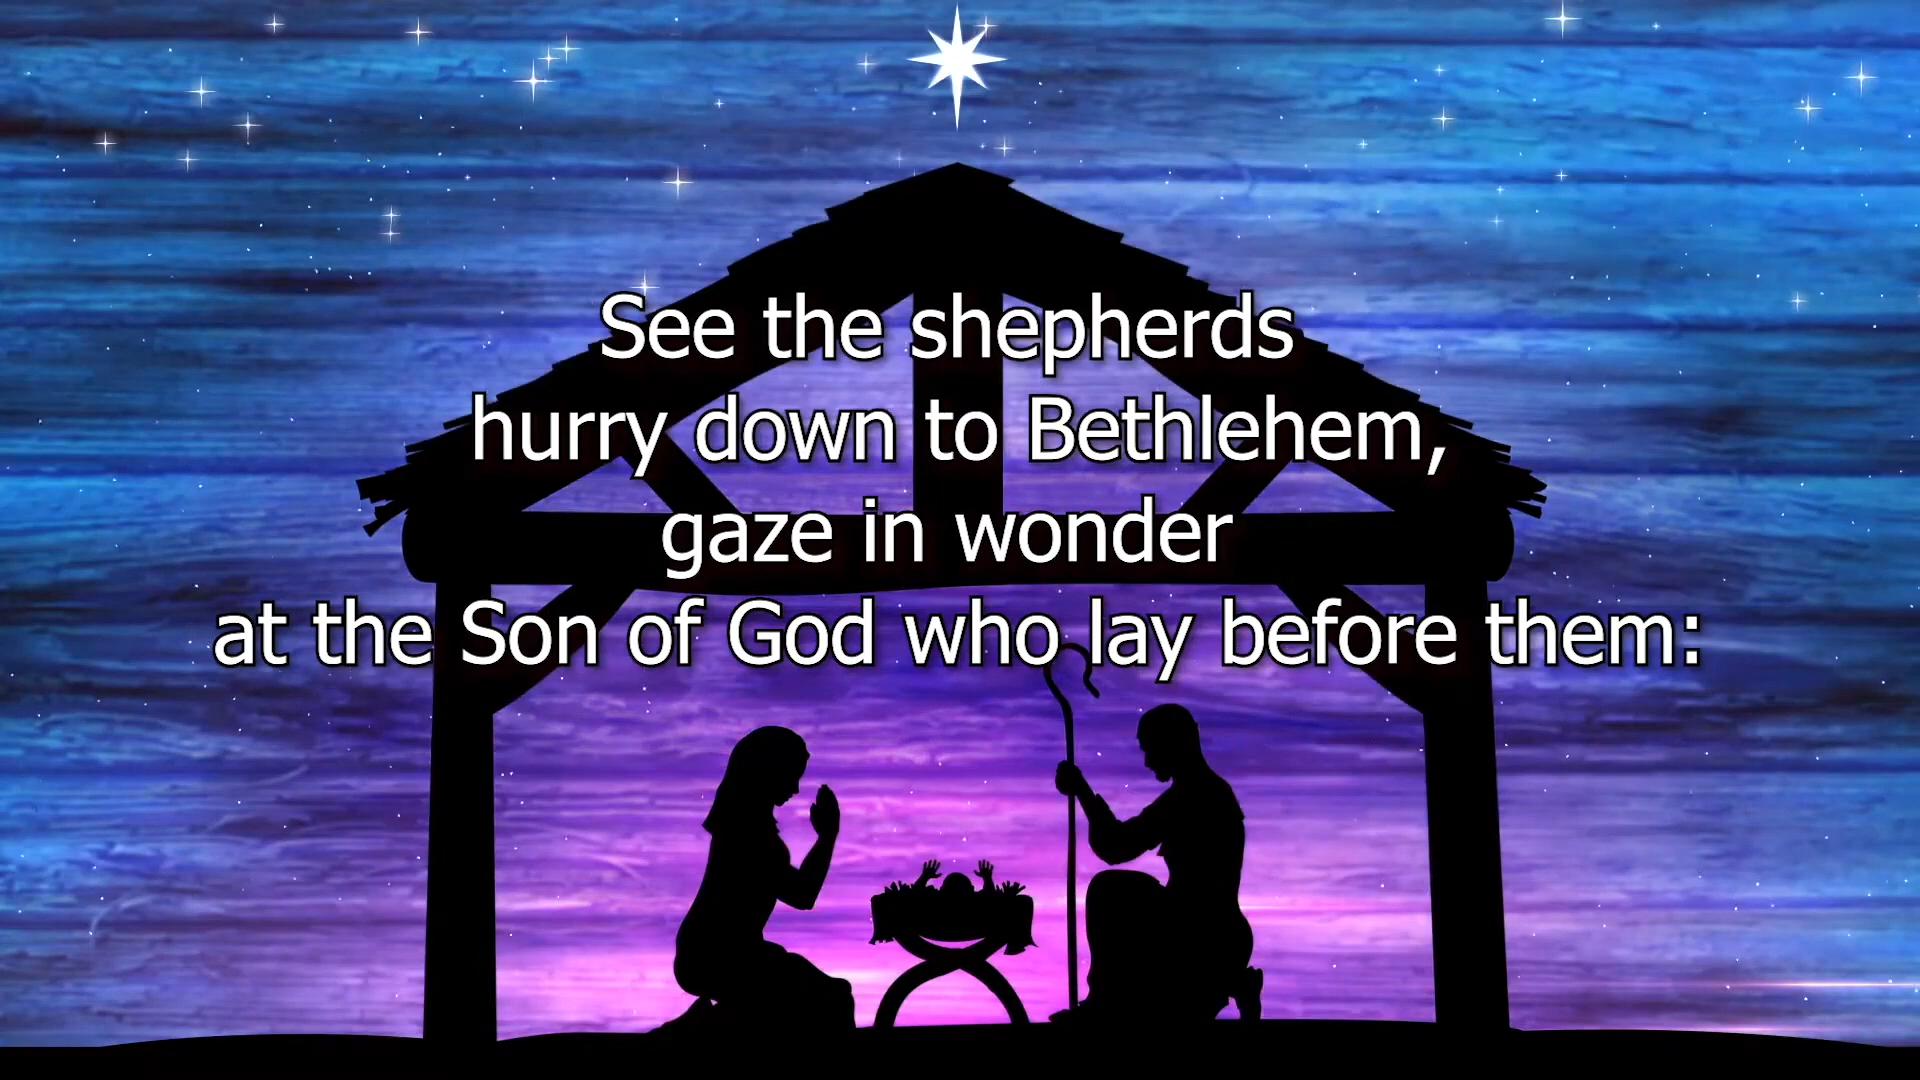 See the shepherds
hurry down to Bethlehem,
gaze in wonder
at the Son of God who lay before them: